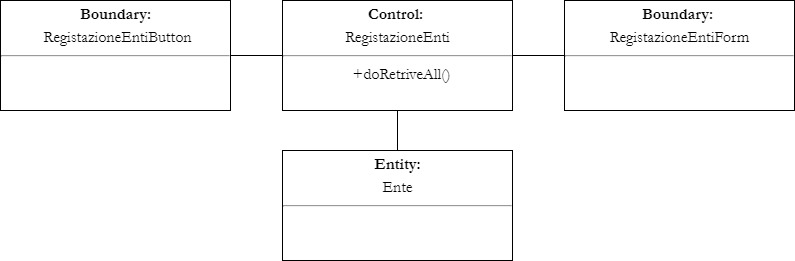 Boundary:
RegistazioneEntiButton
Control:
RegistazioneEnti
+doRetriveAll()
Boundary:
RegistazioneEntiForm
Entity:
Ente